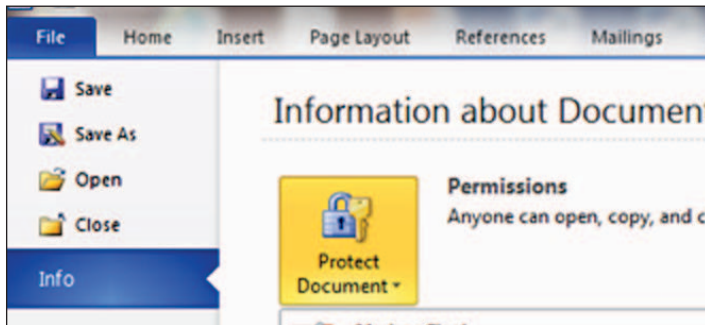 File Home Insert Page Layout References Mailings
Save
Save As
Open
Close
Info
Information about Documen
Permissions
Anyone can open, copy, and
Protect
Document